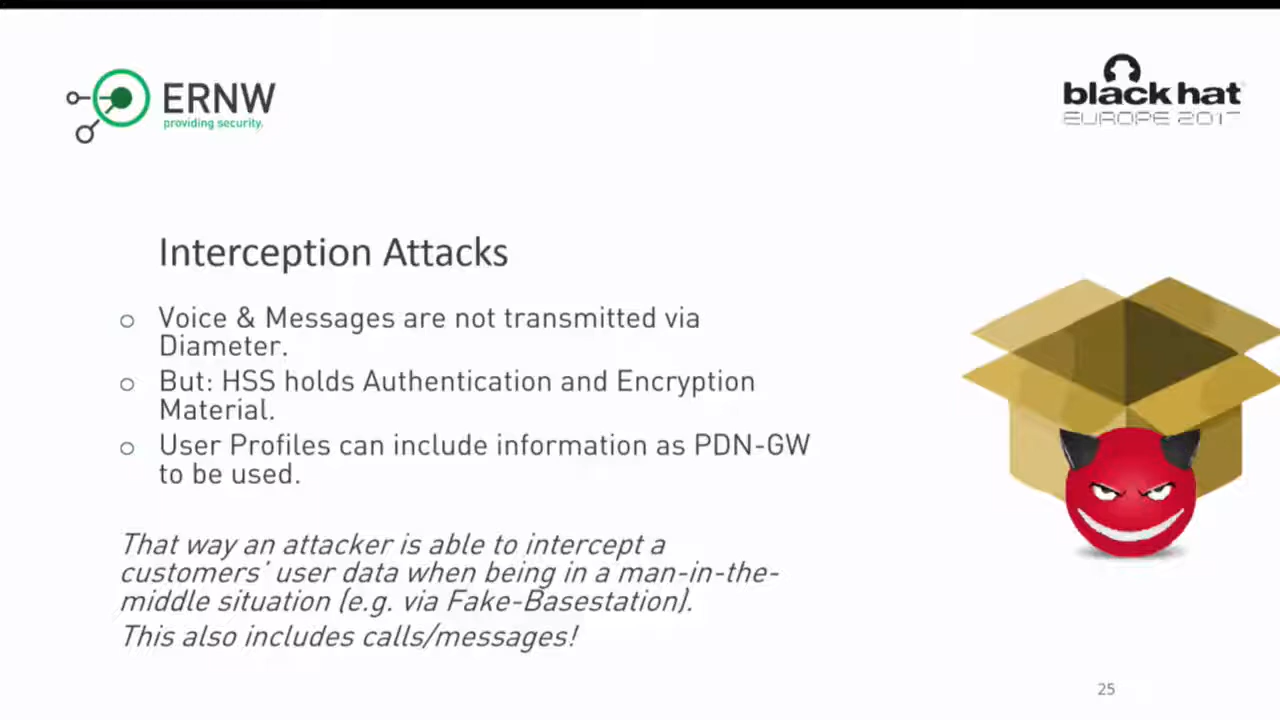 ERNW
providing security.
black hat
EUROPE 2017
Interception Attacks
o Voice & Messages are not transmitted via
Diameter.
o But: HSS holds Authentication and Encryption
Material.
o User Profiles can include information as PDN-GW
to be used.
That way an attacker is able to intercept a
customers’ user data when being in a man-in-the-
middle situation (e.g. via Fake-Basestation).
This also includes calls/messages!
25